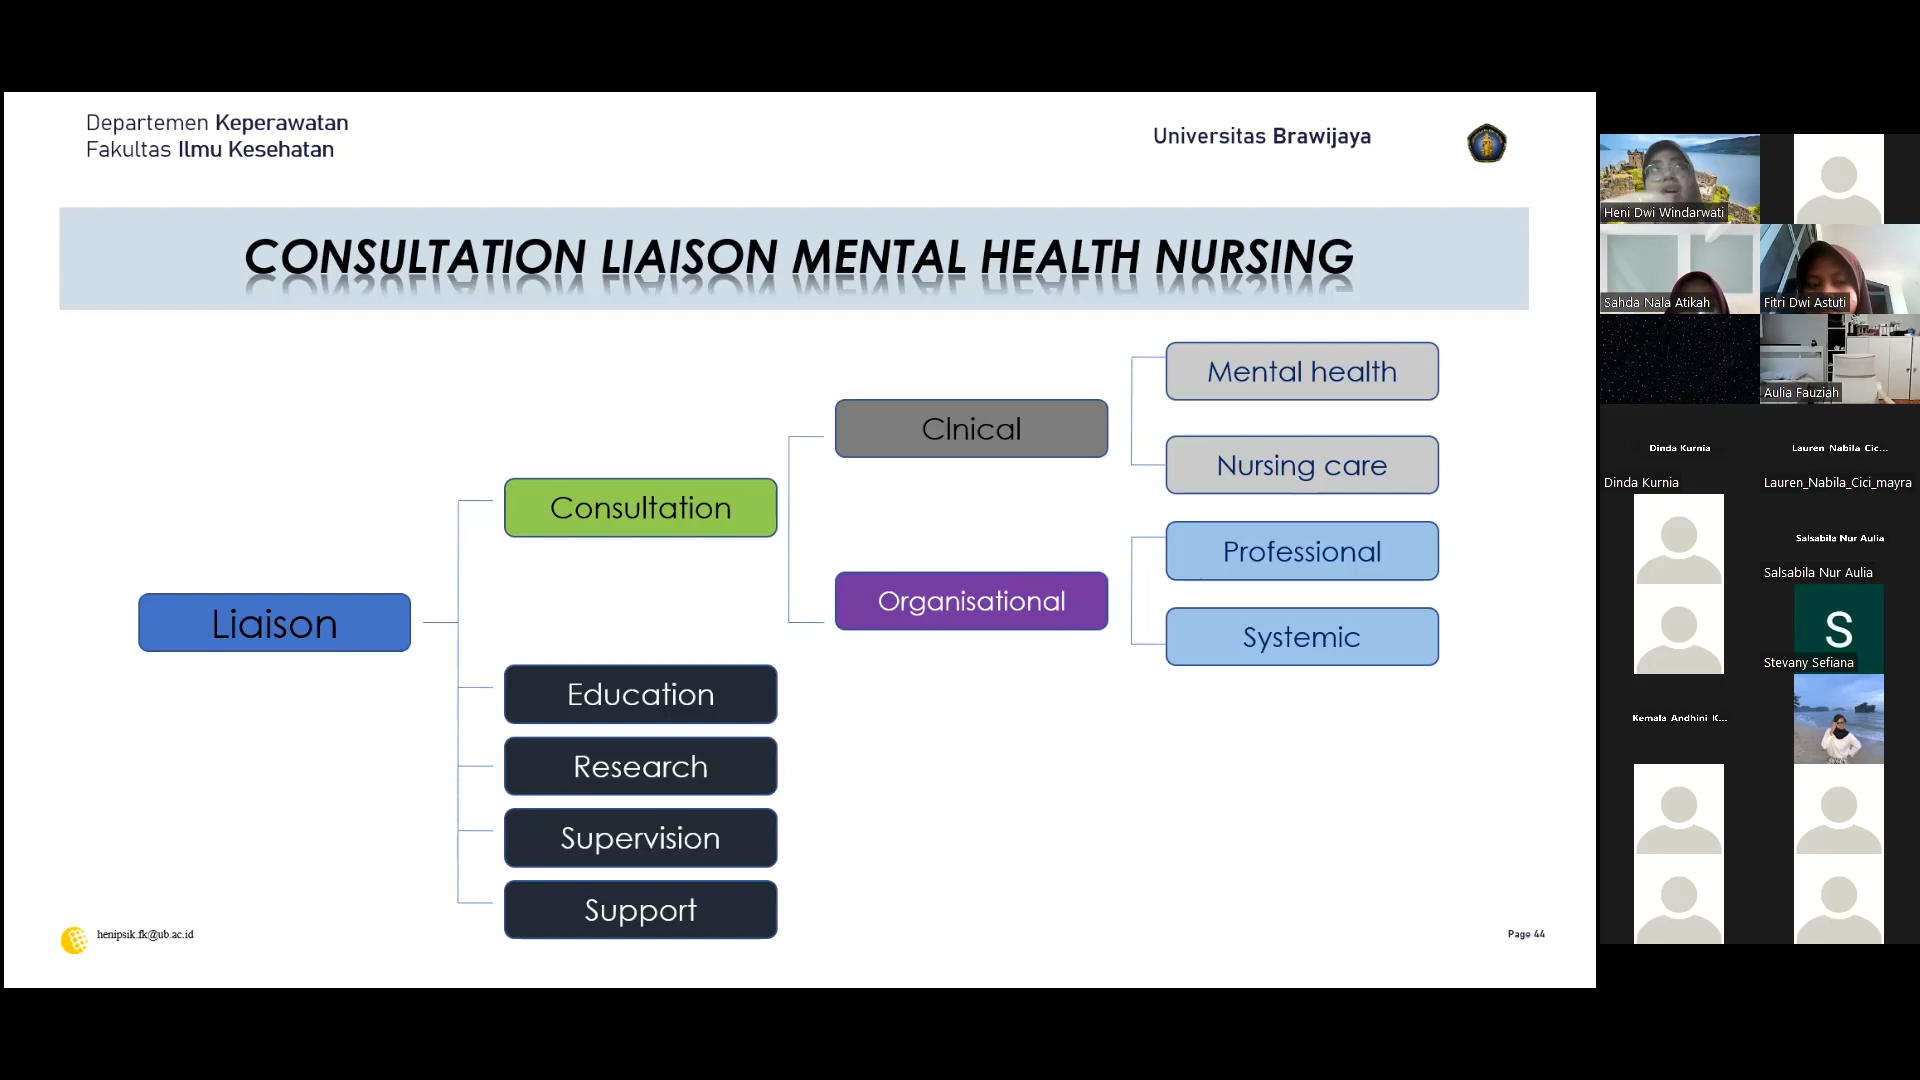 Departemen Keperawatan
Fakultas Ilmu Kesehatan
Universitas Brawijaya
CONSULTATION LIAISON MENTAL HEALTH NURSING
Liaison
Consultation
Education
Research
Supervision
Support
Clnical
Organisational
Mental health
Nursing care
Professional
Systemic
henipsik.fk@ub.ac.id
Page 44
Heni Dwi Windarwati
Sahda Nala Atikah
Fitri Dwi Astuti
Aulia Fauziah
Dinda Kurnia
Dinda Kurnia
Lauren Nabila Cic...
Lauren_Nabila_Cici_mayra
Salsabila Nur Aulia
Salsabila Nur Aulia
S
Stevany Sefiana
Kemala Andhini K...